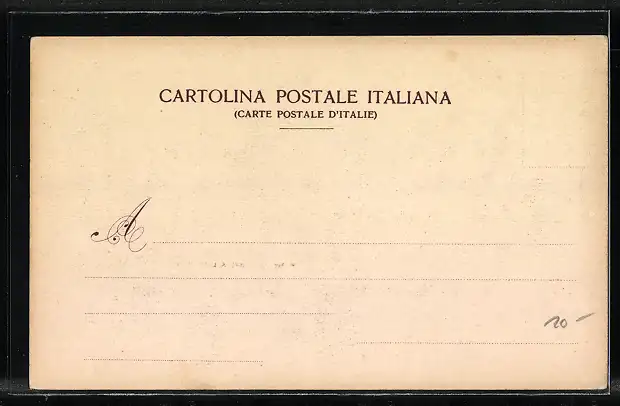 CARTOLINA POSTALE ITALIANA
(CARTE POSTALE D'ITALIE)
A
20-